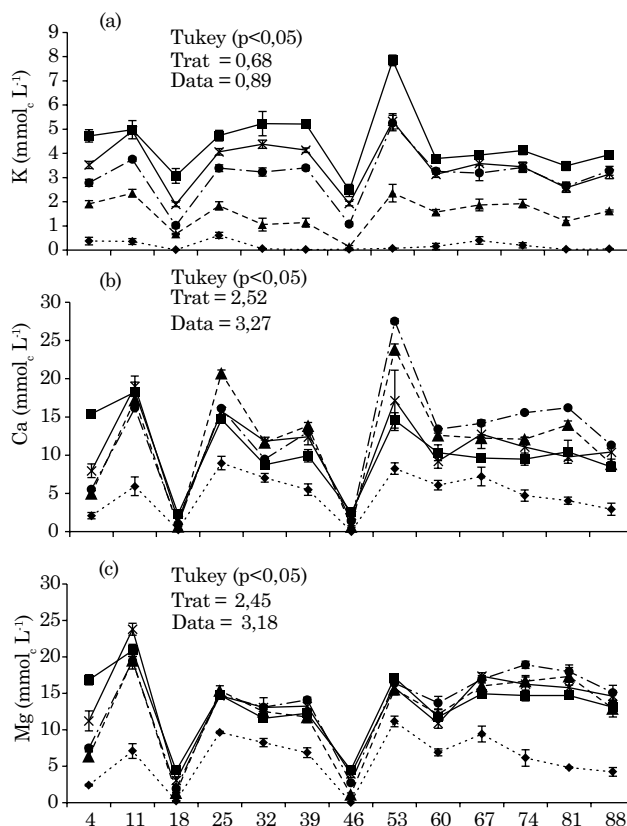 (a)
Tukey (p<0,05)
Trat = 0,68
Data = 0,89
K (mmol_c L^-1)
9
8
7
6
5
4
3
2
1
0
(b)
Tukey (p<0,05)
Trat = 2,52
Data = 3,27
Ca (mmol_c L^-1)
30
25
20
15
10
5
0
(c)
Tukey (p<0,05)
Trat = 2,45
Data = 3,18
Mg (mmol_c L^-1)
30
25
20
15
10
5
0
4 11 18 25 32 39 46 53 60 67 74 81 88